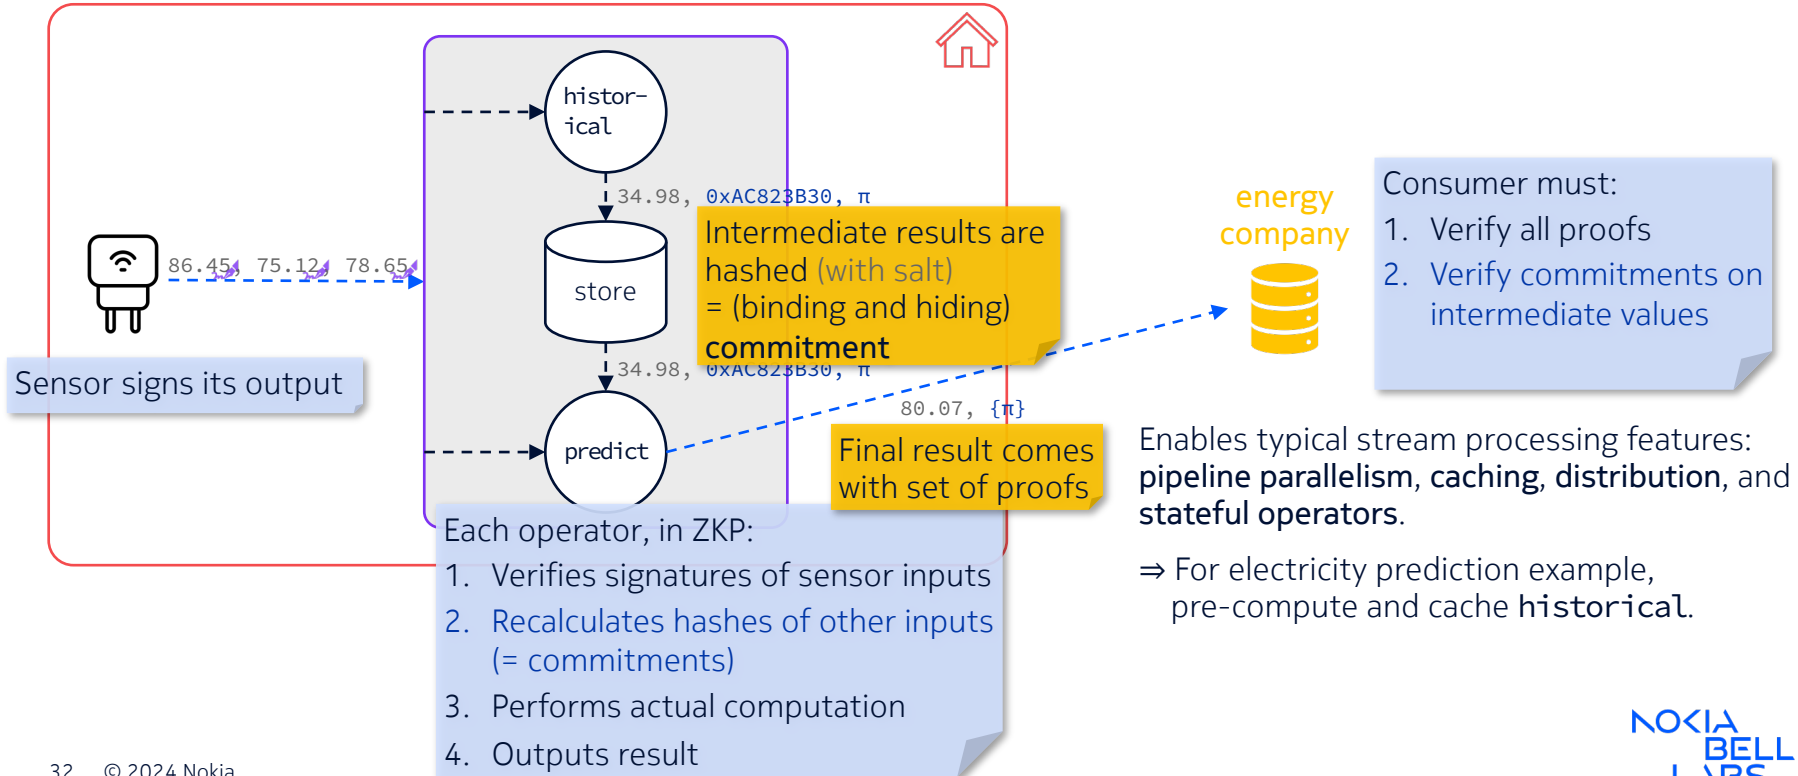 histor-
ical
34.98, 0xAC823B30, π
86.45, 75.12, 78.65,
store
Intermediate results are
hashed (with salt)
= (binding and hiding)
commitment
34.98, 0xAC823B30, π
energy
company
Consumer must:
1. Verify all proofs
2. Verify commitments on
intermediate values
Sensor signs its output
80.07, {π}
predict
Final result comes
with set of proofs
Enables typical stream processing features:
pipeline parallelism, caching, distribution, and
stateful operators.
⇒ For electricity prediction example,
pre-compute and cache historical.
Each operator, in ZKP:
1. Verifies signatures of sensor inputs
2. Recalculates hashes of other inputs
(= commitments)
3. Performs actual computation
4. Outputs result
32 © 2024 Nokia
NOKIA
BELL
LABS